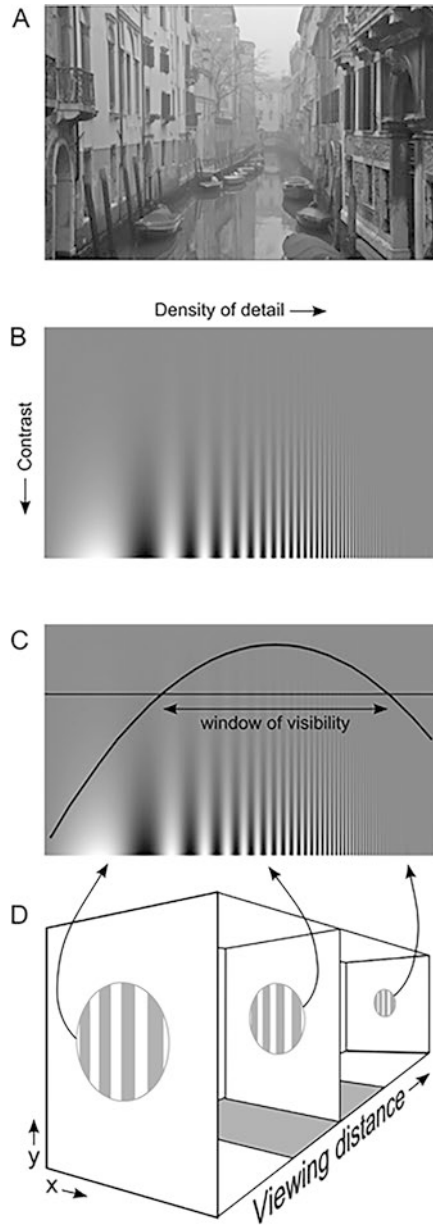 A
Density of detail
B
Contrast
C
window of visibility
D
Viewing distance
y
x